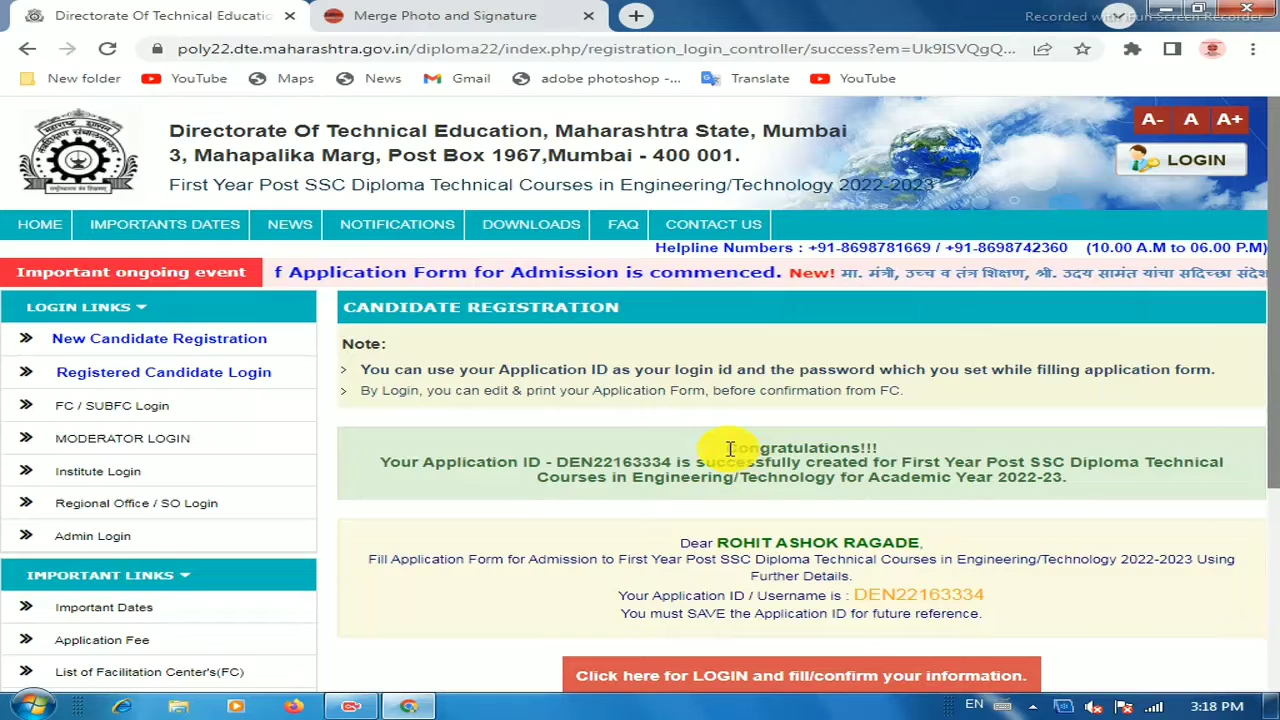 Directorate Of Technical Educatio
Merge Photo and Signature
Recorded with iFun Screen Recorder
poly22.dte.maharashtra.gov.in/diploma22/index.php/registration_login_controller/success?em=Uk9ISVQgQ...
New folder
YouTube
Maps
News
Gmail
adobe photoshop -...
Translate
YouTube
Directorate Of Technical Education, Maharashtra State, Mumbai
3, Mahapalika Marg, Post Box 1967,Mumbai - 400 001.
First Year Post SSC Diploma Technical Courses in Engineering/Technology 2022-2023
A- A A+
LOGIN
HOME IMPORTANTS DATES NEWS NOTIFICATIONS DOWNLOADS FAQ CONTACT US
Helpline Numbers : +91-8698781669 / +91-8698742360 (10.00 A.M to 06.00 P.M)
Important ongoing event
f Application Form for Admission is commenced. New! मा. मंत्री, उच्च व तंत्र शिक्षण, श्री. उदय सामंत यांचा सदिच्छा संदेश
LOGIN LINKS
New Candidate Registration
Registered Candidate Login
FC / SUBFC Login
MODERATOR LOGIN
Institute Login
Regional Office / SO Login
Admin Login
IMPORTANT LINKS
Important Dates
Application Fee
List of Facilitation Center's(FC)
CANDIDATE REGISTRATION
Note:
You can use your Application ID as your login id and the password which you set while filling application form.
By Login, you can edit & print your Application Form, before confirmation from FC.
Congratulations!!!
Your Application ID - DEN22163334 is successfully created for First Year Post SSC Diploma Technical
Courses in Engineering/Technology for Academic Year 2022-23.
Dear ROHIT ASHOK RAGADE,
Fill Application Form for Admission to First Year Post SSC Diploma Technical Courses in Engineering/Technology 2022-2023 Using
Further Details.
Your Application ID / Username is : DEN22163334
You must SAVE the Application ID for future reference.
Click here for LOGIN and fill/confirm your information.
EN
3:18 PM